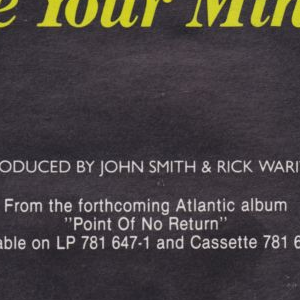 e Your Min
ODUCED BY JOHN SMITH & RICK WARI
From the forthcoming Atlantic album
"Point Of No Return"
able on LP 781 647-1 and Cassette 781 6